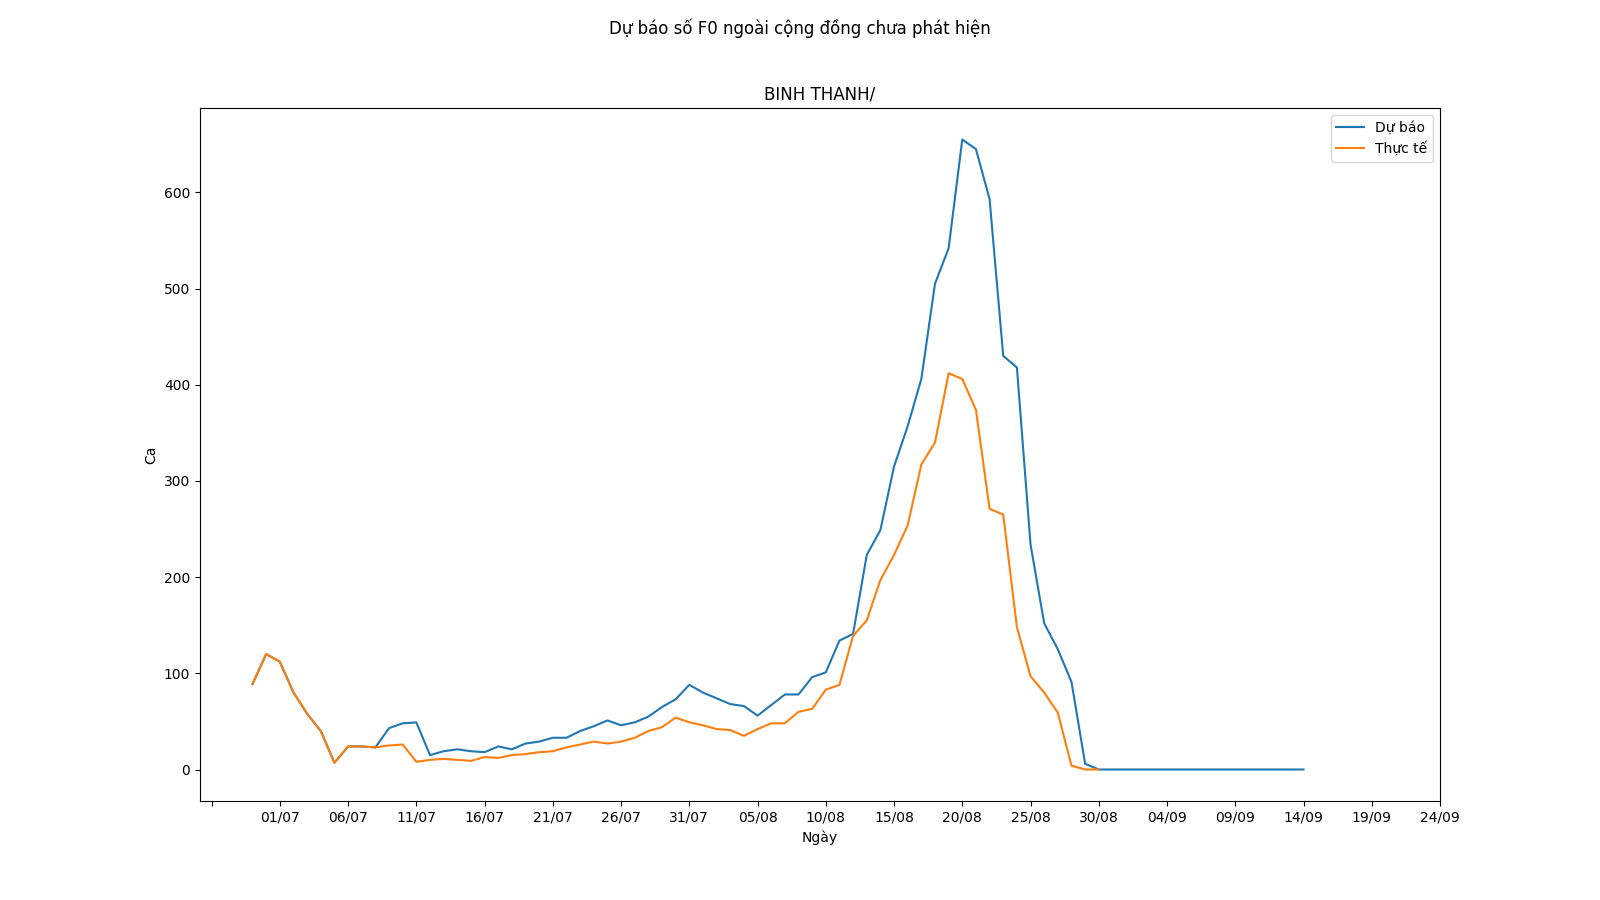 Dự báo số F0 ngoài cộng đồng chưa phát hiện
BINH THANH/
Dự báo
Thực tế
600
500
400
300
200
100
0
Ca
01/07 06/07 11/07 16/07 21/07 26/07 31/07 05/08 10/08 15/08 20/08 25/08 30/08 04/09 09/09 14/09 19/09 24/09
Ngày